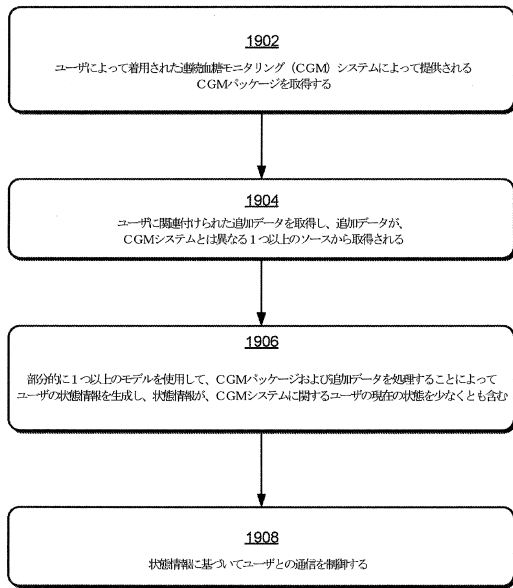 1902
ユーザによって着用された連続血糖モニタリング（CGM）システムによって提供される
CGMパッケージを取得する
1904
ユーザに関連付けられた追加データを取得し、追加データが、
CGMシステムとは異なる1つ以上のソースから取得される
1906
部分的に1つ以上のモデルを使用して、CGMパッケージおよび追加データを処理することによって
ユーザの状態情報を生成し、状態情報が、CGMシステムに関するユーザの現在の状態を少なくとも含む
1908
状態情報に基づいてユーザとの通信を制御する